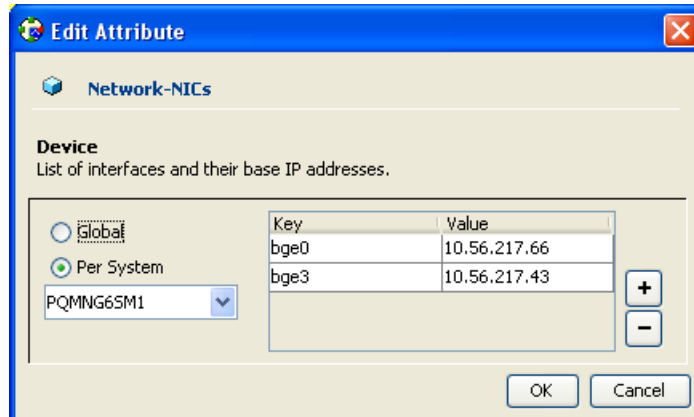 Edit Attribute
Network-NICs
Device
List of interfaces and their base IP addresses.
Global
Per System
PQMNG6SM1
Key Value
bge0 10.56.217.66
bge3 10.56.217.43
+
−
OK Cancel